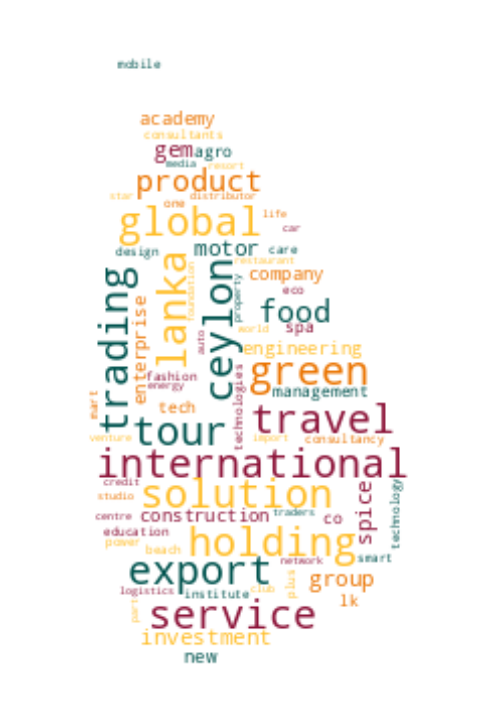 mobile
academy
consultants
gem agro
media resort
product
star distributor
one
global life
car
design motor care
lanka ceylon restaurant
foundation property company
trading eco
enterprise food
world spa
auto engineering
fashion green
energy management
mart tech technologies travel
venture tour import consultancy
international
credit solution
studio spice technology
centre construction traders co
education holding
power beach smart
export network
group
logistics institute club plus
part service lk
investment
new